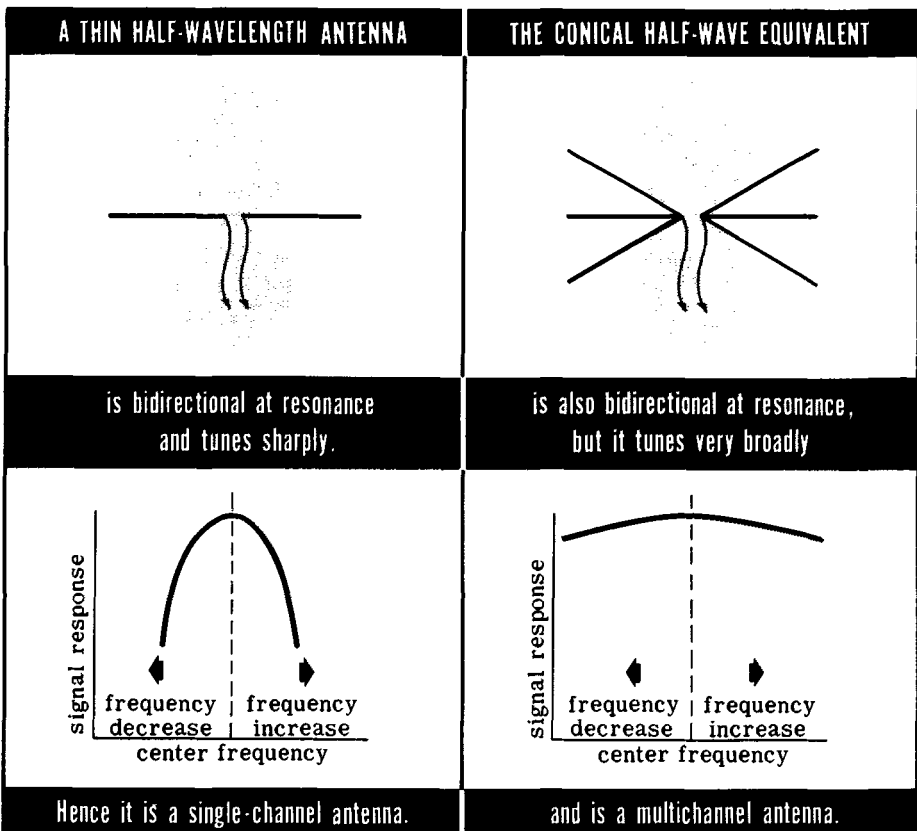 A THIN HALF-WAVELENGTH ANTENNA
is bidirectional at resonance
and tunes sharply.
signal response
frequency
decrease
frequency
increase
center frequency
Hence it is a single-channel antenna.
THE CONICAL HALF-WAVE EQUIVALENT
is also bidirectional at resonance,
but it tunes very broadly
signal response
frequency
decrease
frequency
increase
center frequency
and is a multichannel antenna.